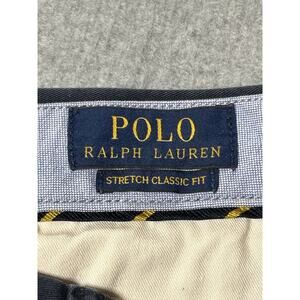 POLO
RALPH LAUREN
STRETCH CLASSIC FIT